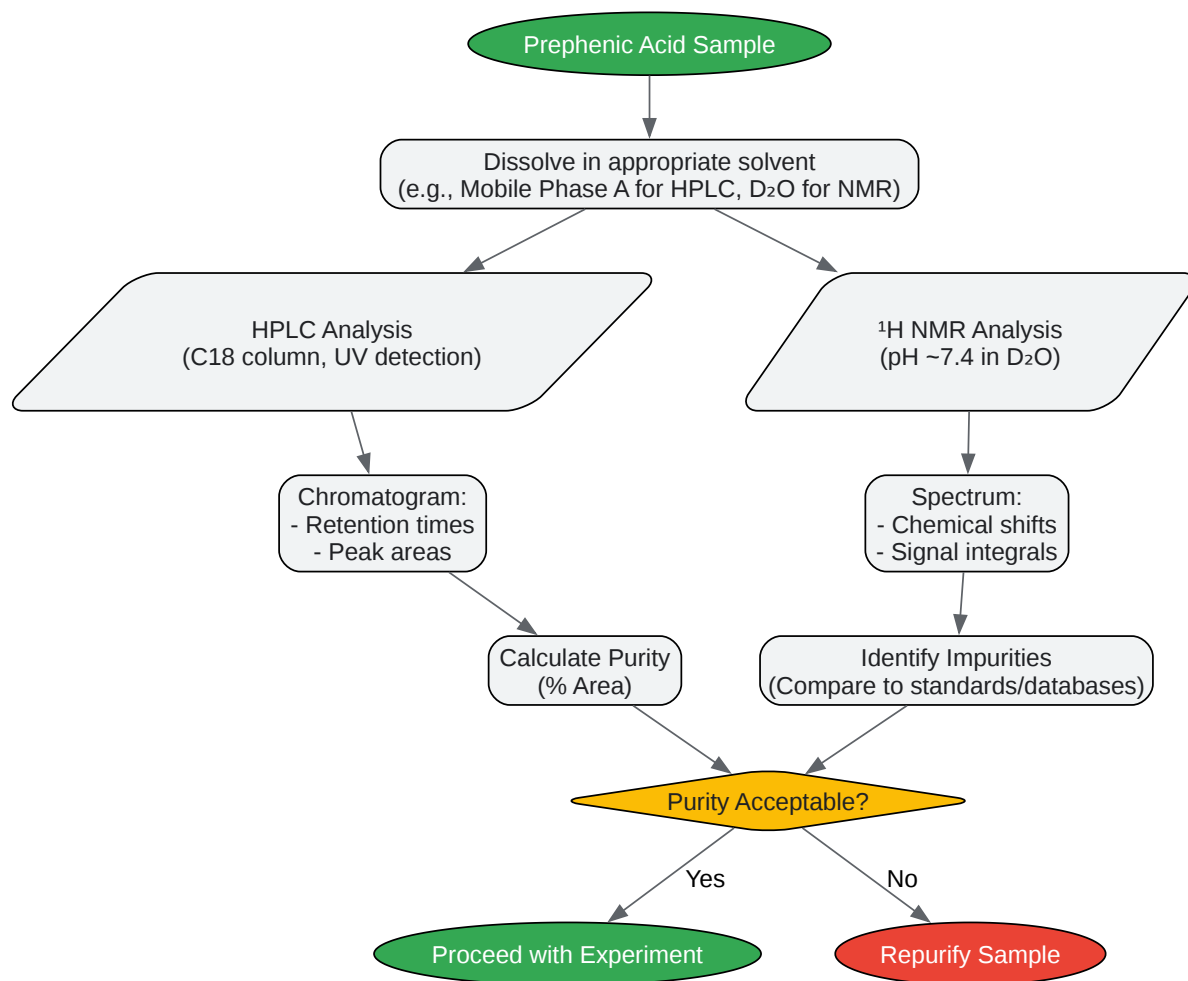 Prephenic Acid Sample
Dissolve in appropriate solvent
(e.g., Mobile Phase A for HPLC, D₂O for NMR)
HPLC Analysis
(C18 column, UV detection)
¹H NMR Analysis
(pH ~7.4 in D₂O)
Chromatogram:
- Retention times
- Peak areas
Spectrum:
- Chemical shifts
- Signal integrals
Calculate Purity
(% Area)
Identify Impurities
(Compare to standards/databases)
Purity Acceptable?
Yes
No
Proceed with Experiment
Repurify Sample